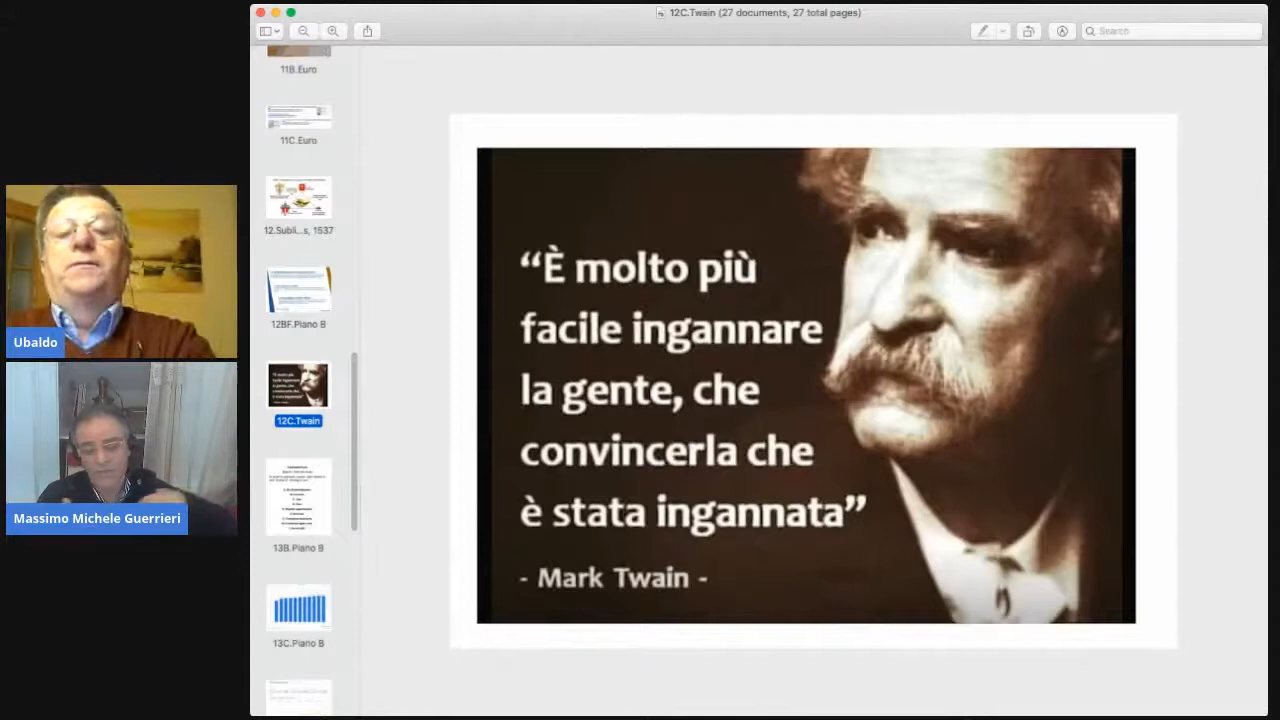 12C.Twain (27 documents, 27 total pages)
Search
11B.Euro
11C.Euro
12.Subli...s, 1537
12BF.Piano B
12C.Twain
13B.Piano B
13C.Piano B
Ubaldo
Massimo Michele Guerrieri
“È molto più
facile ingannare
la gente, che
convincerla che
è stata ingannata”
- Mark Twain -